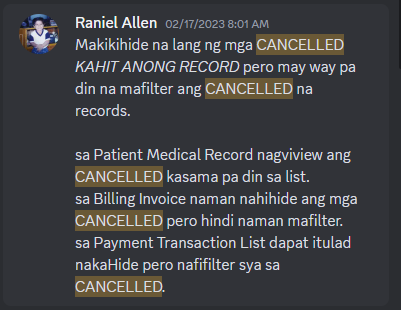 Raniel Allen 02/17/2023 8:01 AM
Makikihide na lang ng mga CANCELLED
KAHIT ANONG RECORD pero may way pa
din na mafilter ang CANCELLED na
records.
sa Patient Medical Record nagviview ang
CANCELLED kasama pa din sa list.
sa Billing Invoice naman nahihide ang mga
CANCELLED pero hindi naman mafilter.
sa Payment Transaction List dapat itulad
nakaHide pero nafifilter sya sa
CANCELLED.